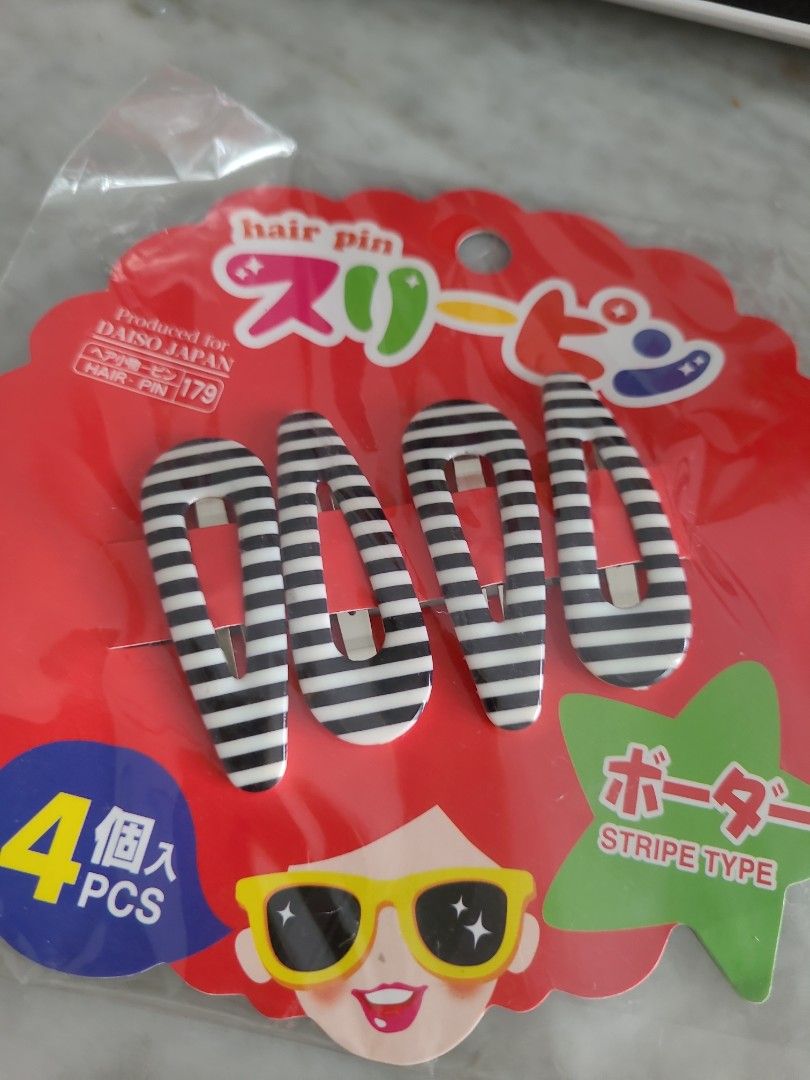 hair pin
スリーピン
Produced for
DAISO JAPAN
ヘア小物-ピン
HAIR - PIN 179
4個入
PCS
ボーダー
STRIPE TYPE